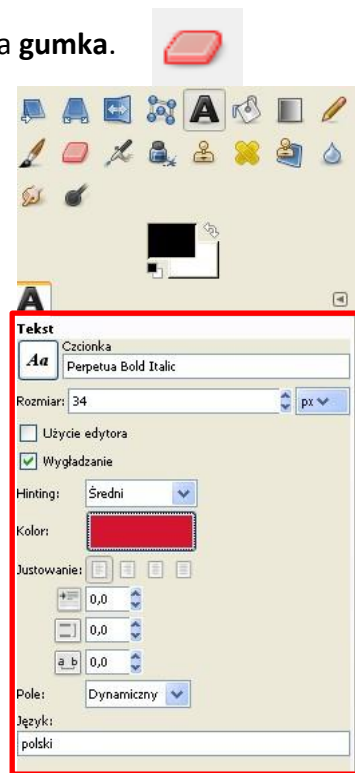 a gumka.
A
A
Tekst
Czcionka
Aa
Perpetua Bold Italic
Rozmiar: 34 px
Użycie edytora
Wygładzanie
Hinting: Średni
Kolor:
Justowanie:
0,0
0,0
a b 0,0
Pole: Dynamiczny
Język:
polski